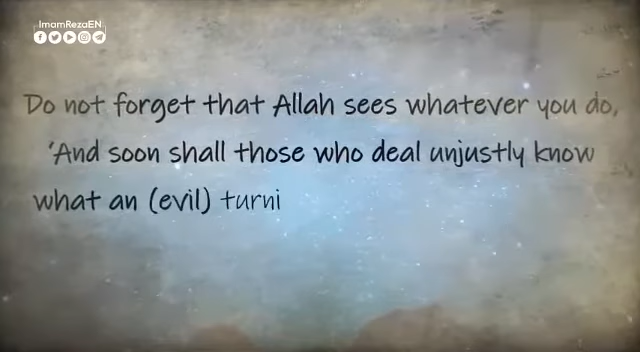 ImamRezaEN
Do not forget that Allah sees whatever you do,
'And soon shall those who deal unjustly know
what an (evil) turni